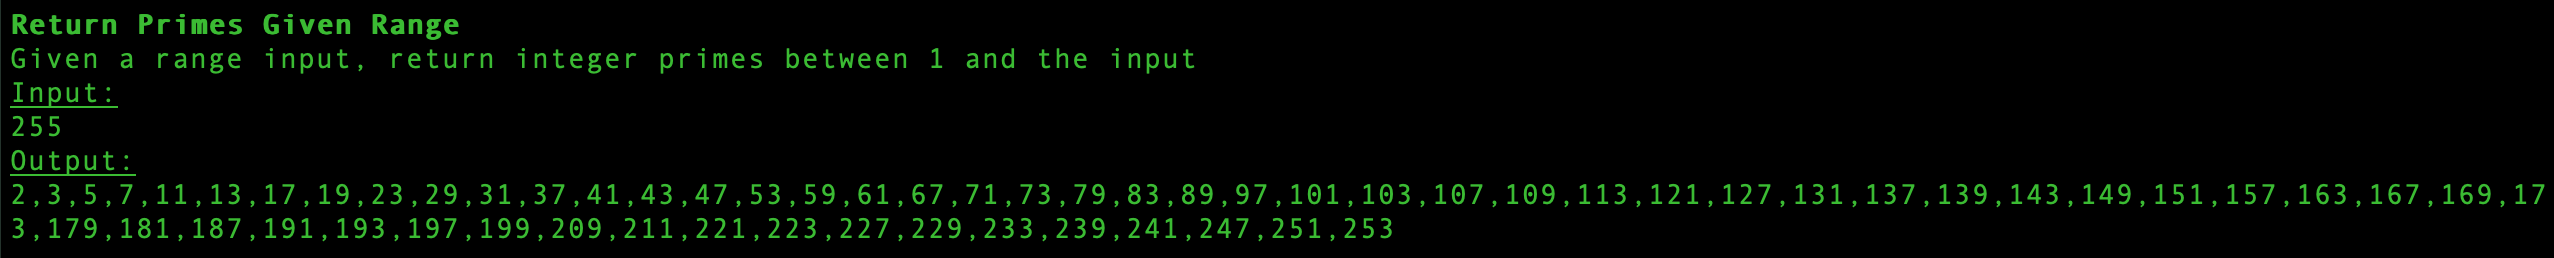 Return Primes Given Range
Given a range input, return integer primes between 1 and the input
Input:
255
Output:
2,3,5,7,11,13,17,19,23,29,31,37,41,43,47,53,59,61,67,71,73,79,83,89,97,101,103,107,109,113,121,127,131,137,139,143,149,151,157,163,167,169,17
3,179,181,187,191,193,197,199,209,211,221,223,227,229,233,239,241,247,251,253